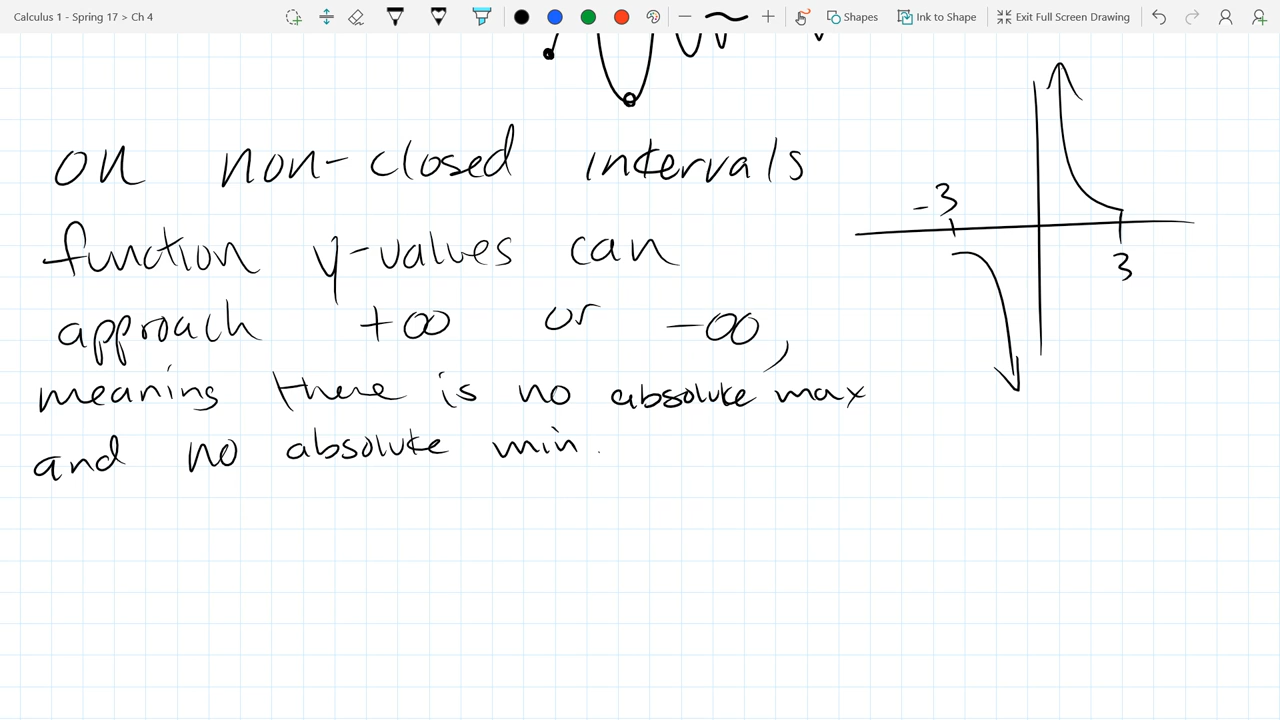 Calculus 1 - Spring 17 > Ch 4
Shapes
Ink to Shape
Exit Full Screen Drawing
on non-closed intervals
function y-values can
approach +∞ or -∞,
meaning there is no absolute max
and no absolute min.
-3
3